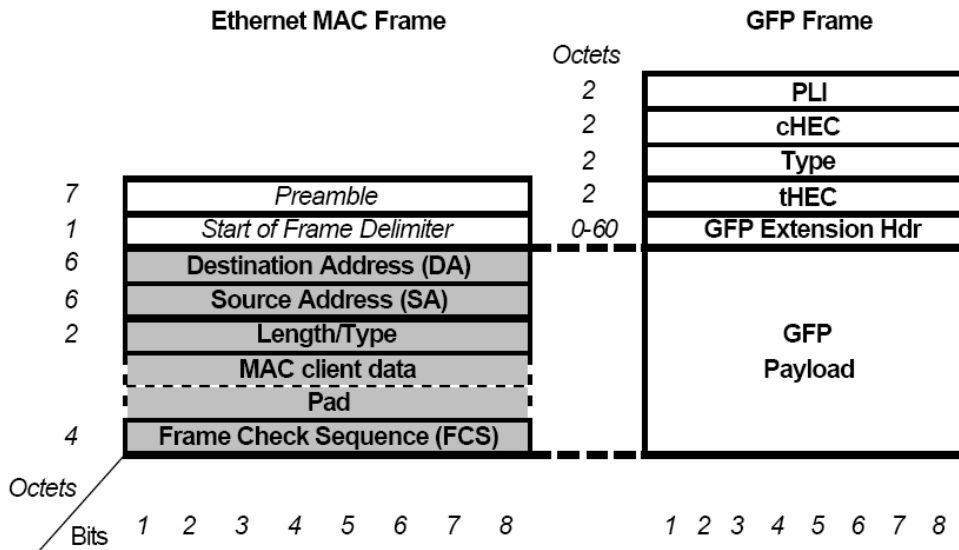 Ethernet MAC Frame GFP Frame
Octets
2 PLI
2 cHEC
2 Type
7 Preamble 2 tHEC
1 Start of Frame Delimiter 0-60 GFP Extension Hdr
6 Destination Address (DA)
6 Source Address (SA)
2 Length/Type GFP
MAC client data Payload
Pad
4 Frame Check Sequence (FCS)
Octets
Bits 1 2 3 4 5 6 7 8 1 2 3 4 5 6 7 8